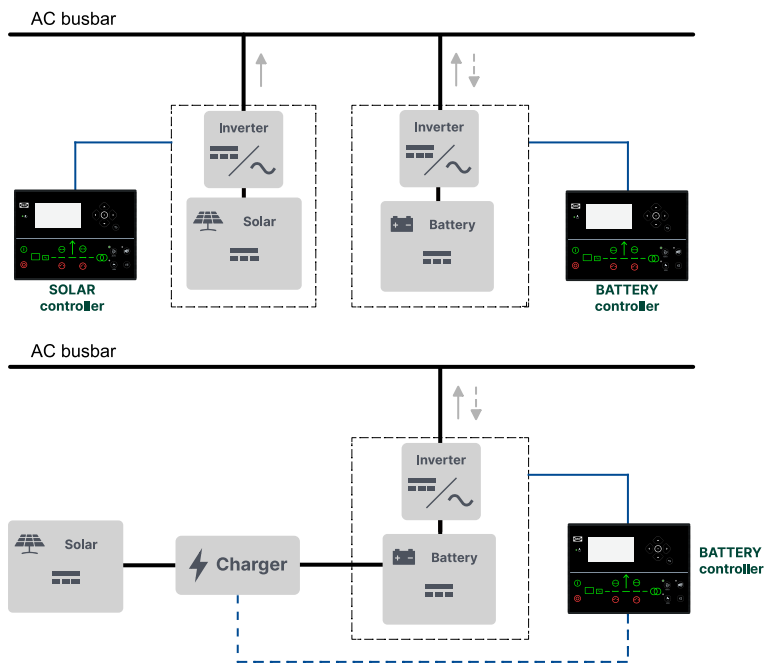 AC busbar
Inverter
Inverter
Solar
Battery
SOLAR
controller
BATTERY
controller
AC busbar
Inverter
Solar
Charger
Battery
BATTERY
controller